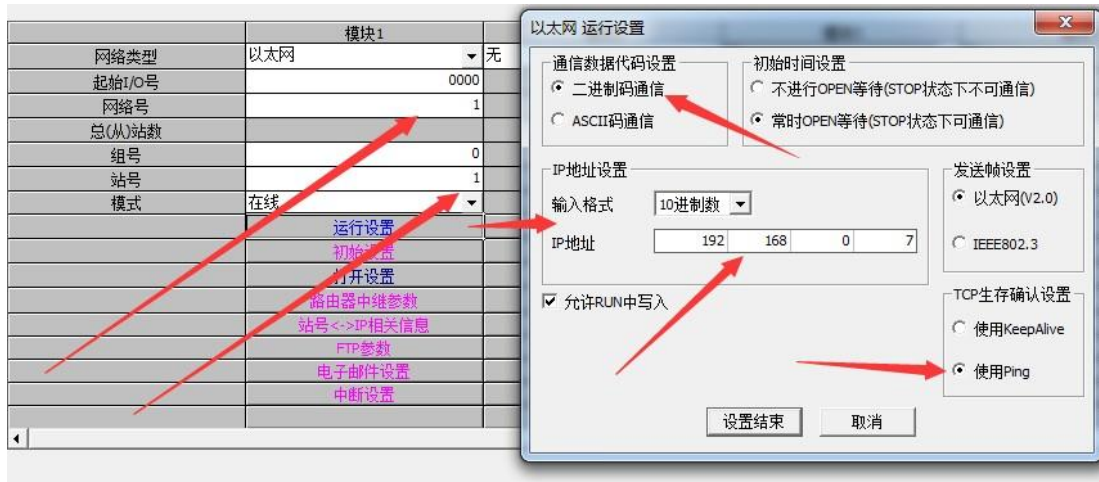 模块1
网络类型 以太网 无
起始I/O号 0000
网络号 1
总(从)站数
组号 0
站号 1
模式 在线
运行设置
初始设置
打开设置
路由器中继参数
站号<->IP相关信息
FTP参数
电子邮件设置
中断设置
以太网 运行设置
通信数据代码设置
二进制码通信
ASCII码通信
初始时间设置
不进行OPEN等待(STOP状态下不可通信)
常时OPEN等待(STOP状态下可通信)
IP地址设置
输入格式 10进制数
IP地址 192 168 0 7
发送帧设置
以太网(V2.0)
IEEE802.3
允许RUN中写入
TCP生存确认设置
使用KeepAlive
使用Ping
设置结束 取消